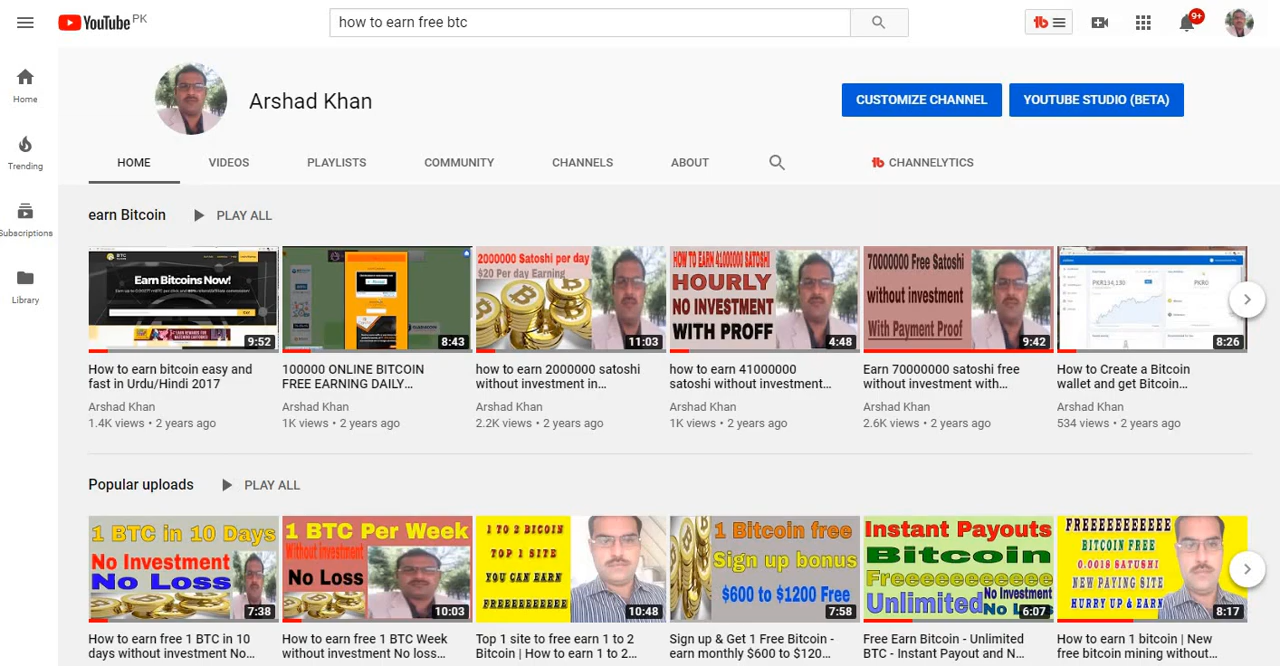 YouTube PK
how to earn free btc
9+
Home
Trending
Subscriptions
Library
Arshad Khan
CUSTOMIZE CHANNEL
YOUTUBE STUDIO (BETA)
HOME VIDEOS PLAYLISTS COMMUNITY CHANNELS ABOUT CHANNELYTICS
earn Bitcoin PLAY ALL
BTC
Earn Bitcoins Now!
9:52
How to earn bitcoin easy and
fast in Urdu/Hindi 2017
Arshad Khan
1.4K views • 2 years ago
8:43
100000 ONLINE BITCOIN
FREE EARNING DAILY...
Arshad Khan
1K views • 2 years ago
2000000 Satoshi per day
$20 Per day Earning
11:03
how to earn 2000000 satoshi
without investment in...
Arshad Khan
2.2K views • 2 years ago
HOW TO EARN 41000000 SATOSHI
HOURLY
NO INVESTMENT
WITH PROFF
4:48
how to earn 41000000
satoshi without investment...
Arshad Khan
1K views • 2 years ago
70000000 Free Satoshi
without investment
With Payment Proof
9:42
Earn 70000000 satoshi free
without investment with...
Arshad Khan
2.6K views • 2 years ago
PKR134,130
PKR0
8:26
How to Create a Bitcoin
wallet and get Bitcoin...
Arshad Khan
534 views • 2 years ago
Popular uploads PLAY ALL
1 BTC in 10 Days
No Investment
No Loss
7:38
How to earn free 1 BTC in 10
days without investment No...
1 BTC Per Week
Without investment
No Loss
10:03
How to earn free 1 BTC Week
without investment No loss...
1 TO 2 BICOIN
TOP 1 SITE
YOU CAN EARN
FREEEEEEEEEE
10:48
Top 1 site to free earn 1 to 2
Bitcoin | How to earn 1 to 2...
1 Bitcoin free
Sign up bonus
$600 to $1200 Free
7:58
Sign up & Get 1 Free Bitcoin -
earn monthly $600 to $120...
Instant Payouts
Bitcoin
Freeeeeeeeeee
Unlimited No Investment
No Lo
6:07
Free Earn Bitcoin - Unlimited
BTC - Instant Payout and N...
FREEEEEEEEEEE
BITCOIN FREE
0.0018 SATUSHI
NEW PAYING SITE
HURRY UP & EARN
8:17
How to earn 1 bitcoin | New
free bitcoin mining without...